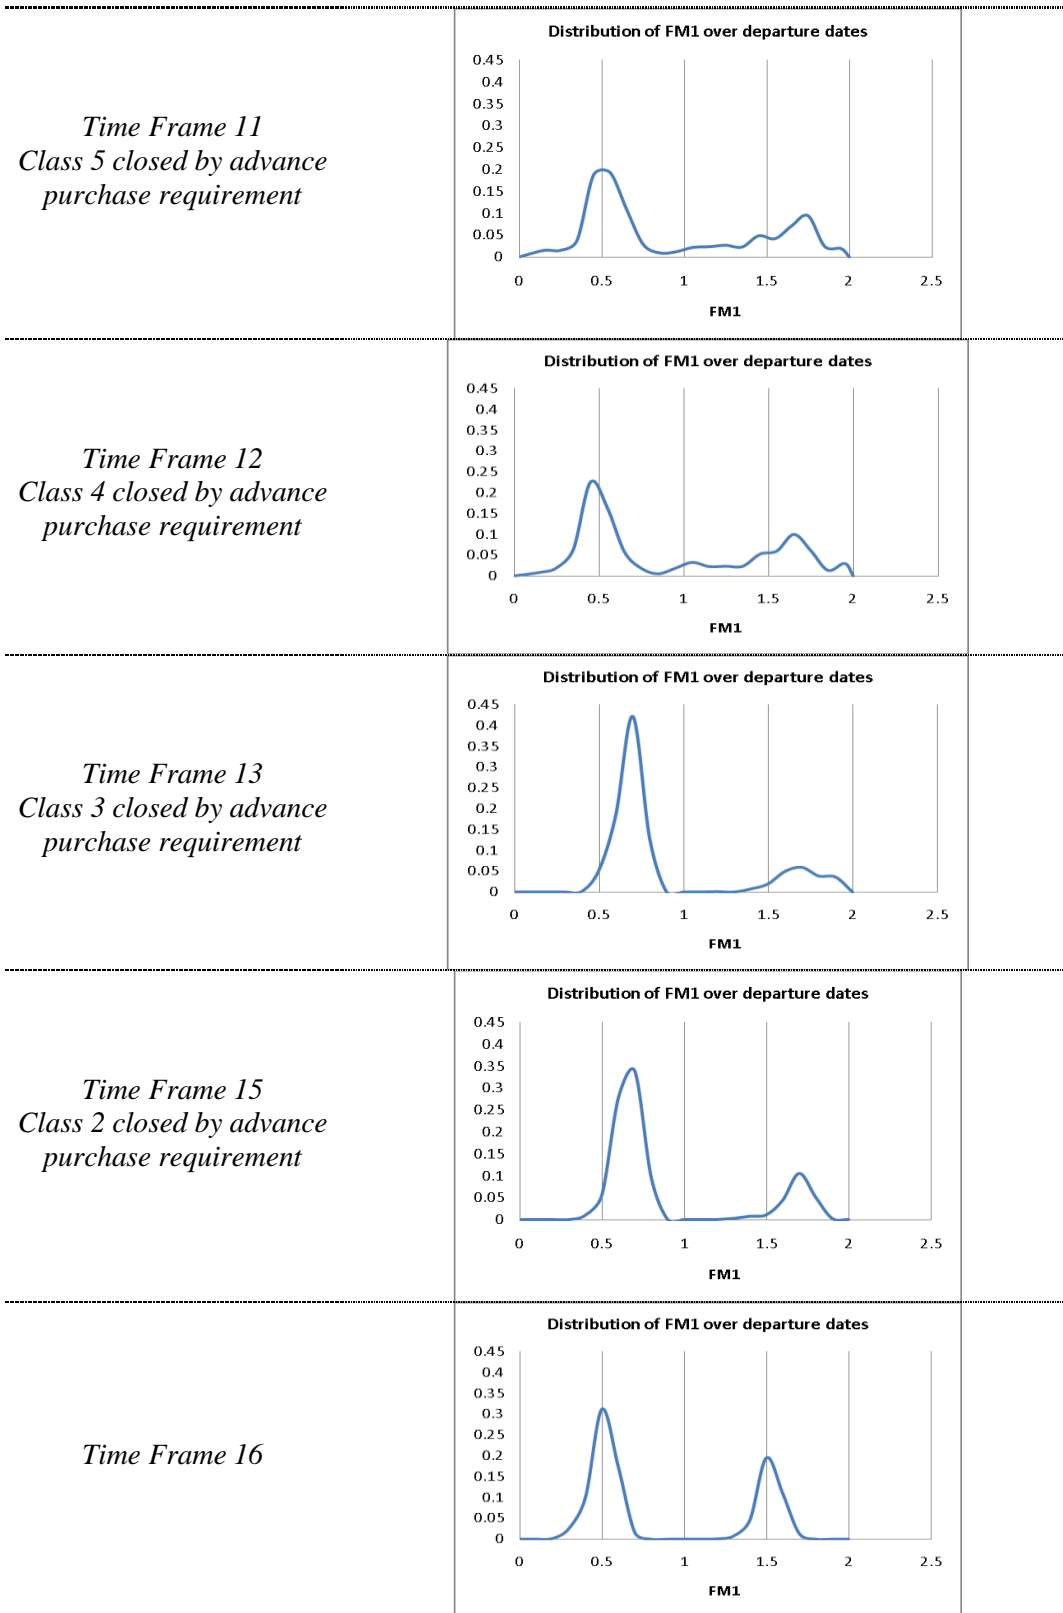 Distribution of FM1 over departure dates
Time Frame 11
Class 5 closed by advance
purchase requirement
0.45
0.4
0.35
0.3
0.25
0.2
0.15
0.1
0.05
0
0 0.5 1 1.5 2 2.5
FM1
Distribution of FM1 over departure dates
Time Frame 12
Class 4 closed by advance
purchase requirement
0.45
0.4
0.35
0.3
0.25
0.2
0.15
0.1
0.05
0
0 0.5 1 1.5 2 2.5
FM1
Distribution of FM1 over departure dates
Time Frame 13
Class 3 closed by advance
purchase requirement
0.45
0.4
0.35
0.3
0.25
0.2
0.15
0.1
0.05
0
0 0.5 1 1.5 2 2.5
FM1
Distribution of FM1 over departure dates
Time Frame 15
Class 2 closed by advance
purchase requirement
0.45
0.4
0.35
0.3
0.25
0.2
0.15
0.1
0.05
0
0 0.5 1 1.5 2 2.5
FM1
Distribution of FM1 over departure dates
Time Frame 16
0.45
0.4
0.35
0.3
0.25
0.2
0.15
0.1
0.05
0
0 0.5 1 1.5 2 2.5
FM1